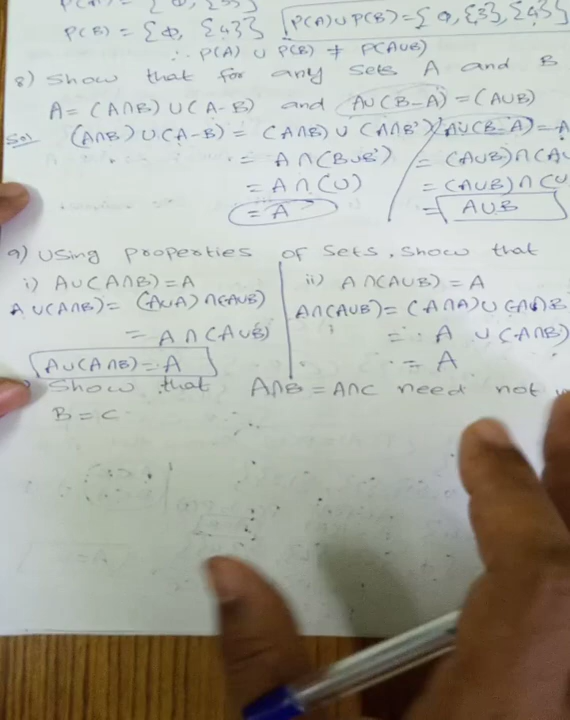 P(B) = {Φ, {4}} P(A)∪P(B) = {Φ, {3}, {4}}
∴ P(A) ∪ P(B) ≠ P(A∪B)
8) Show that for any sets A and B
A = (A∩B) ∪ (A-B) and A∪(B-A) = (A∪B)
Sol (A∩B) ∪ (A-B) = (A∩B) ∪ (A∩B') A∪(B-A) = A
= A∩(B∪B') = (A∪B)∩(A∪
= A∩(U) = (A∪B)∩(U
= A = A∪B
9) Using properties of sets, show that
i) A∪(A∩B) = A ii) A∩(A∪B) = A
A∪(A∩B) = (A∪A)∩(A∪B) A∩(A∪B) = (A∩A)∪(A∩B
= A∩(A∪B) = A ∪(A∩B)
A∪(A∩B) = A = A
) Show that A∩B = A∩C need not
B = C